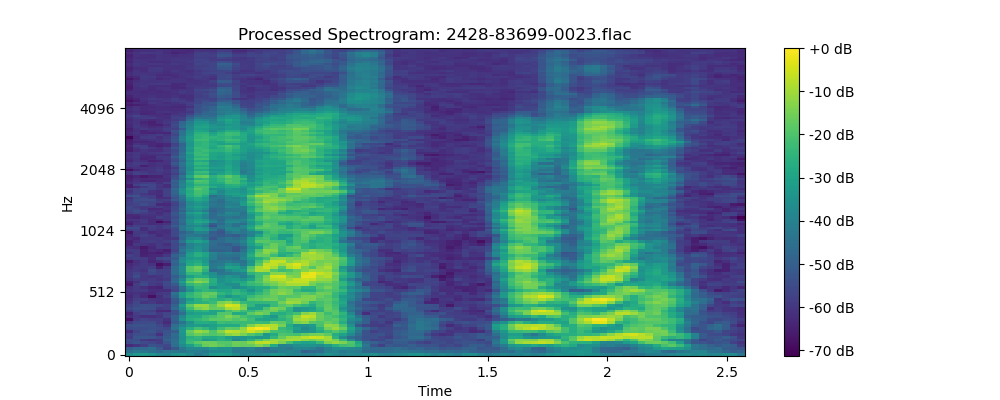 Processed Spectrogram: 2428-83699-0023.flac
+0 dB
4096
-10 dB
-20 dB
2048
-30 dB
Hz
1024
-40 dB
-50 dB
512
-60 dB
0
-70 dB
0
0.5
1
1.5
2
2.5
Time